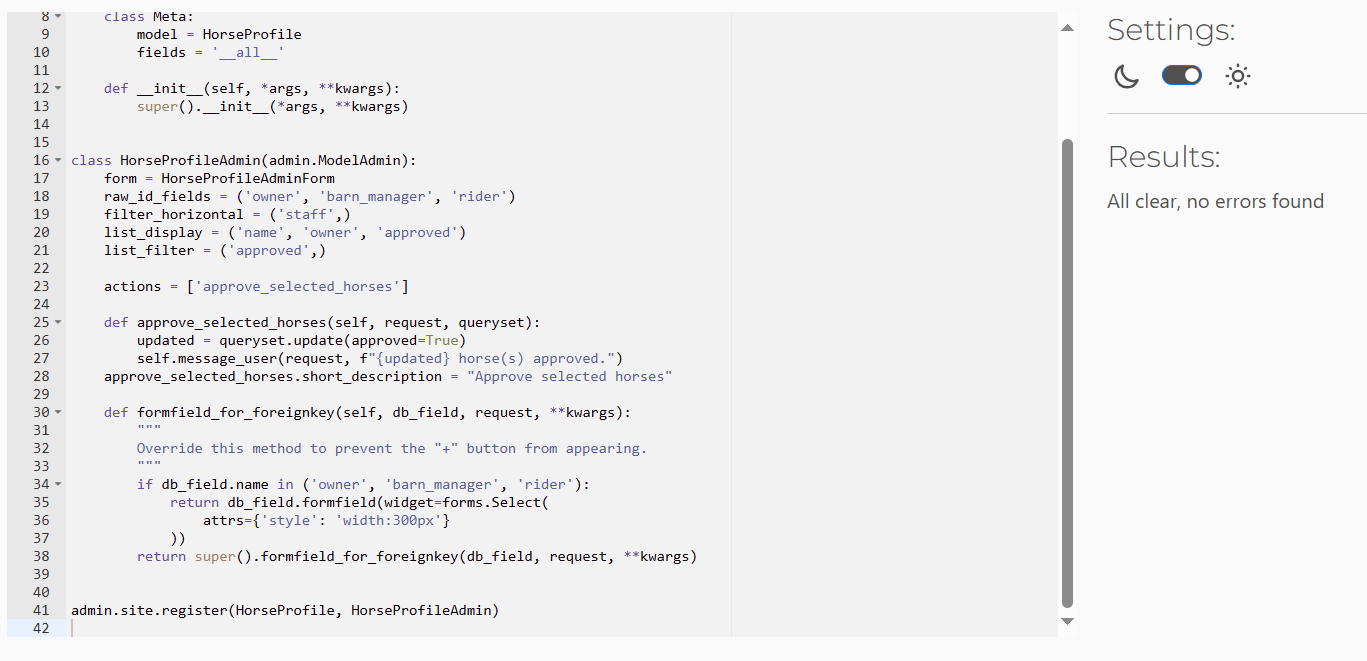 8 class Meta:
9 model = HorseProfile
10 fields = '__all__'
11
12 def __init__(self, *args, **kwargs):
13 super().__init__(*args, **kwargs)
14
15
16 class HorseProfileAdmin(admin.ModelAdmin):
17 form = HorseProfileAdminForm
18 raw_id_fields = ('owner', 'barn_manager', 'rider')
19 filter_horizontal = ('staff',)
20 list_display = ('name', 'owner', 'approved')
21 list_filter = ('approved',)
22
23 actions = ['approve_selected_horses']
24
25 def approve_selected_horses(self, request, queryset):
26 updated = queryset.update(approved=True)
27 self.message_user(request, f"{updated} horse(s) approved.")
28 approve_selected_horses.short_description = "Approve selected horses"
29
30 def formfield_for_foreignkey(self, db_field, request, **kwargs):
31 """
32 Override this method to prevent the "+" button from appearing.
33 """
34 if db_field.name in ('owner', 'barn_manager', 'rider'):
35 return db_field.formfield(widget=forms.Select(
36 attrs={'style': 'width:300px'}
37 ))
38 return super().formfield_for_foreignkey(db_field, request, **kwargs)
39
40
41 admin.site.register(HorseProfile, HorseProfileAdmin)
42
Settings:
Results:
All clear, no errors found